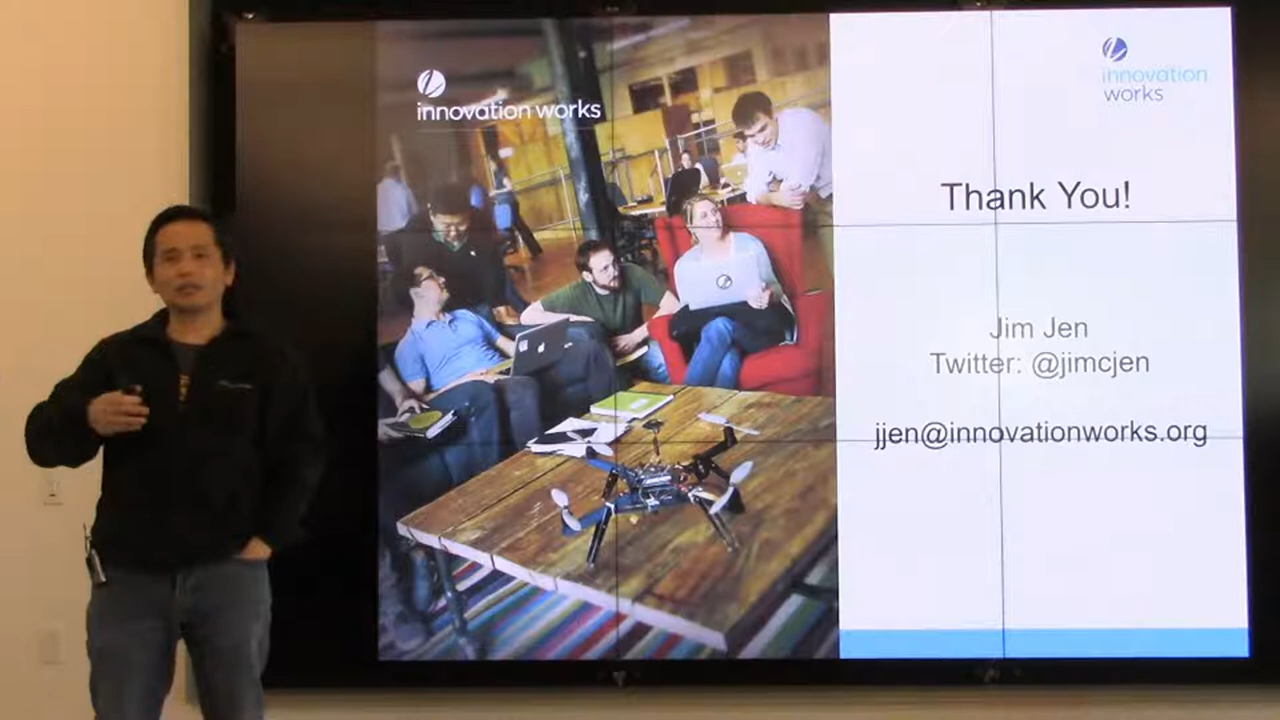 innovation works
innovation
works
Thank You!
Jim Jen
Twitter: @jimcjen
jjen@innovationworks.org